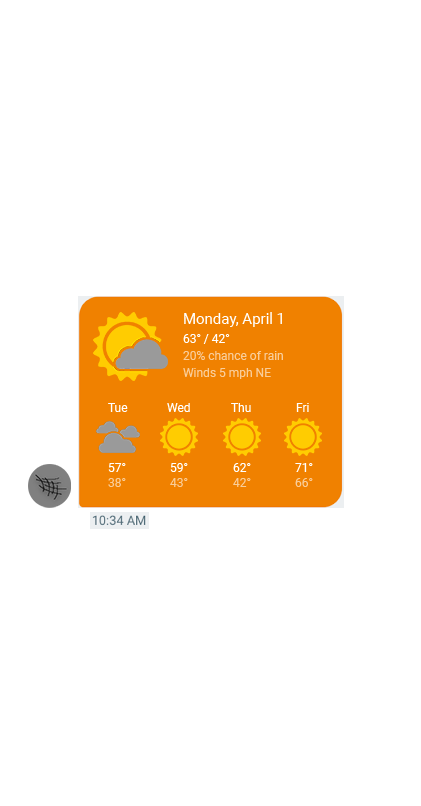 Monday, April 1
63° / 42°
20% chance of rain
Winds 5 mph NE
Tue Wed Thu Fri
57° 59° 62° 71°
38° 43° 42° 66°
10:34 AM